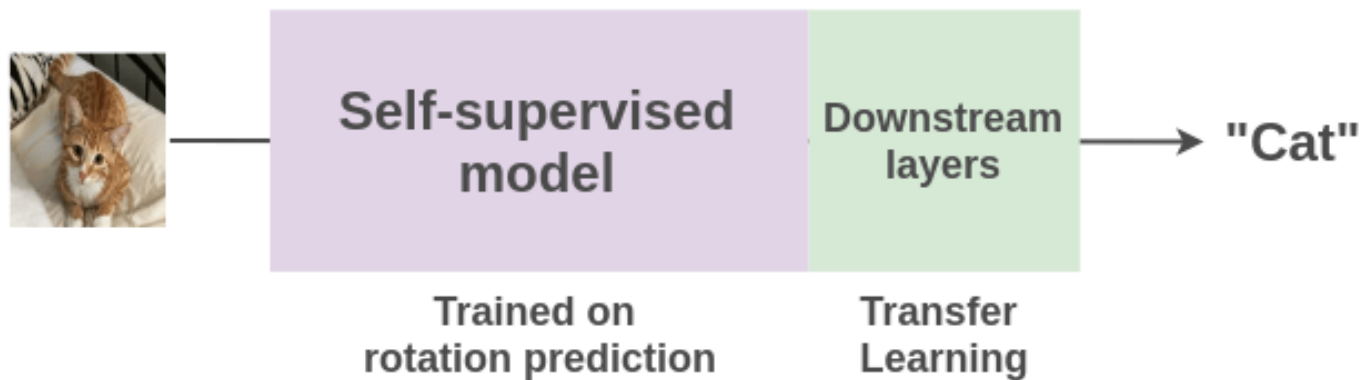 Self-supervised
model
Downstream
layers
"Cat"
Trained on
rotation prediction
Transfer
Learning